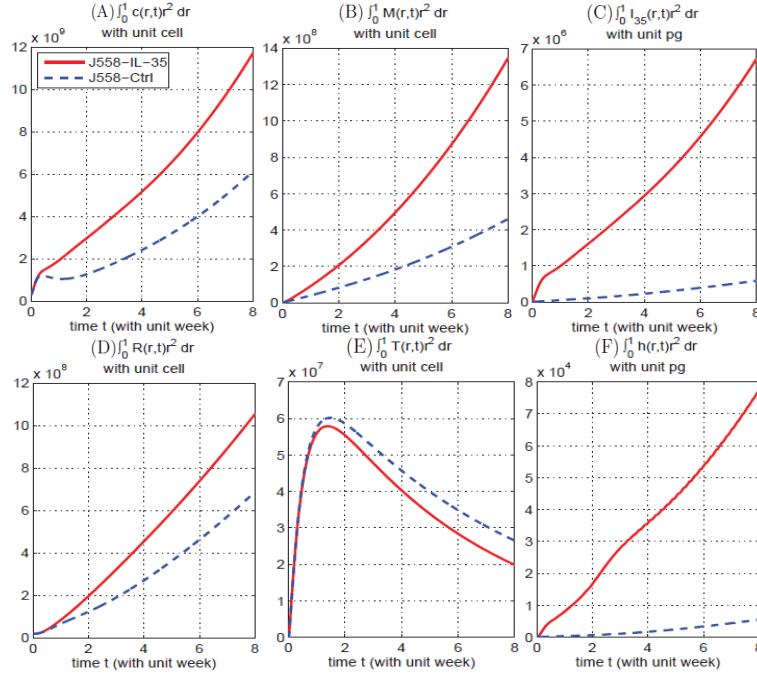 (A) ∫₀¹ c(r,t)r² dr
with unit cell
x 10⁹
12
10
8
6
4
2
0
0 2 4 6 8
time t (with unit week)
J558-IL-35
J558-Ctrl
(B) ∫₀¹ M(r,t)r² dr
with unit cell
x 10⁸
14
12
10
8
6
4
2
0
0 2 4 6 8
time t (with unit week)
(C) ∫₀¹ I₃₅(r,t)r² dr
with unit pg
x 10⁶
7
6
5
4
3
2
1
0
0 2 4 6 8
time t (with unit week)
(D) ∫₀¹ R(r,t)r² dr
with unit cell
x 10⁸
12
10
8
6
4
2
0
0 2 4 6 8
time t (with unit week)
(E) ∫₀¹ T(r,t)r² dr
with unit cell
x 10⁷
7
6
5
4
3
2
1
0
0 2 4 6 8
time t (with unit week)
(F) ∫₀¹ h(r,t)r² dr
with unit pg
x 10⁴
8
7
6
5
4
3
2
1
0
0 2 4 6 8
time t (with unit week)